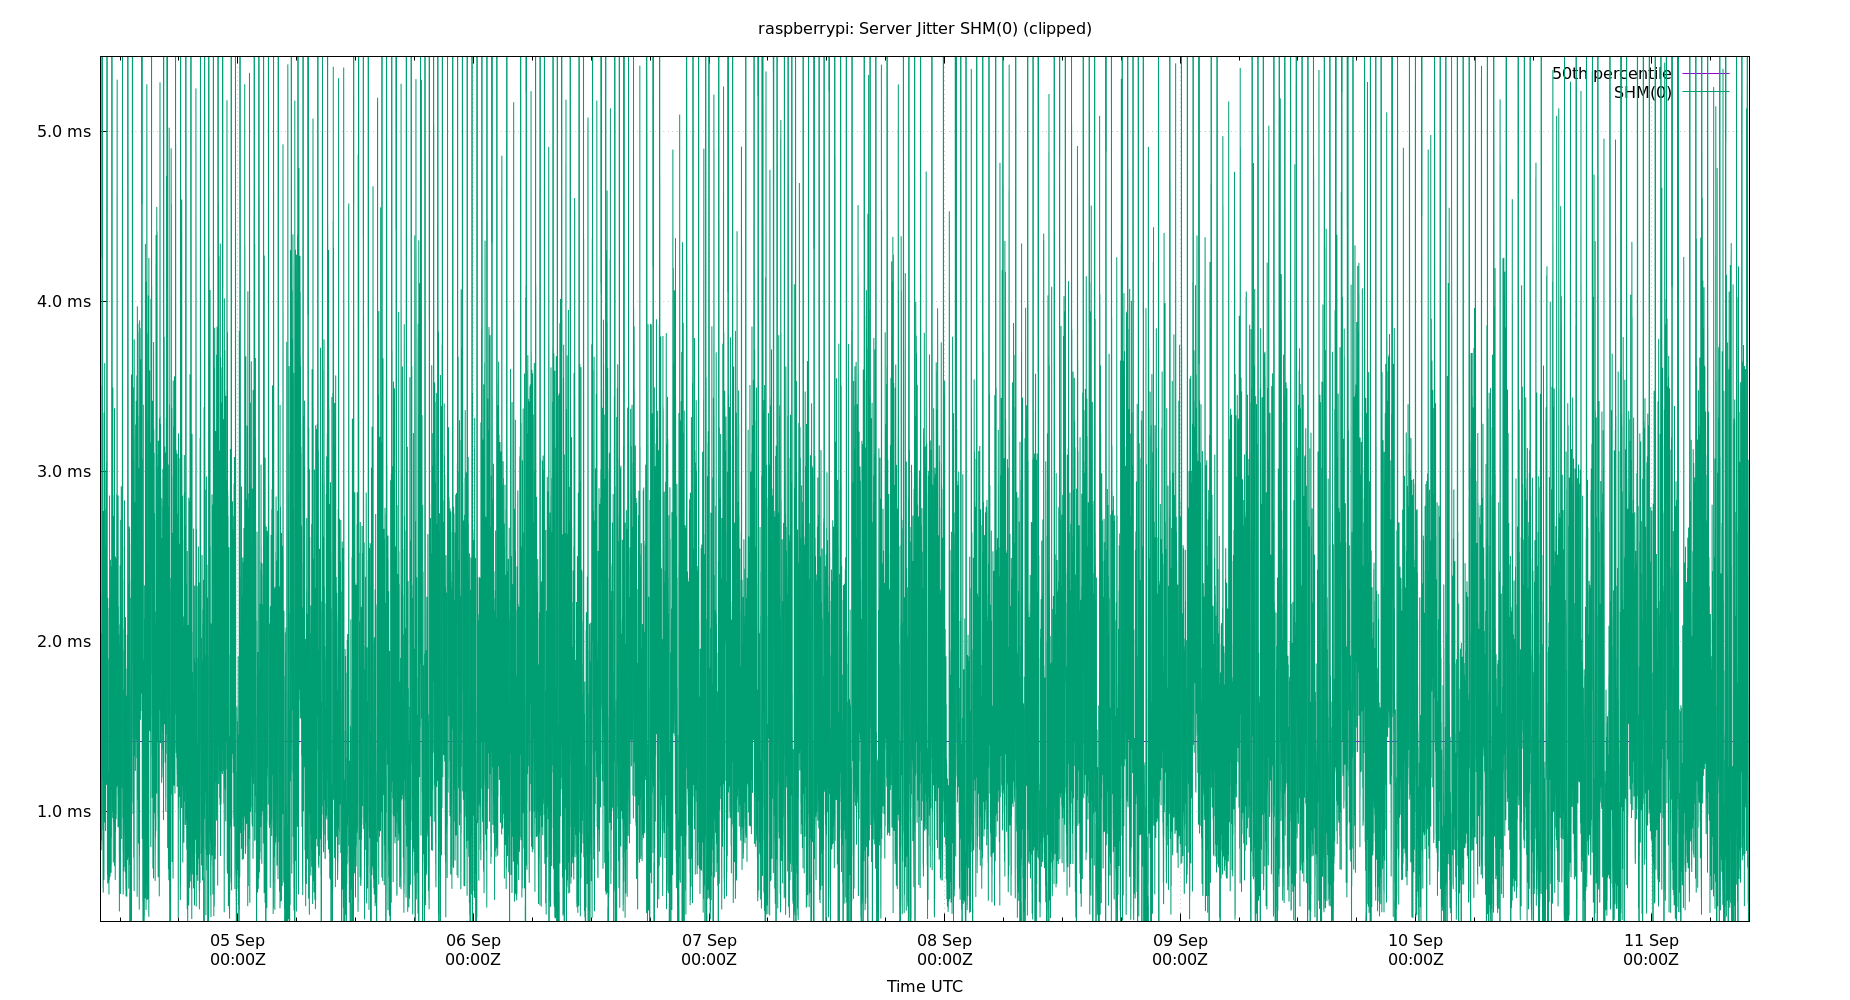 raspberrypi: Server Jitter SHM(0) (clipped)
50th percentile
SHM(0)
5.0 ms
4.0 ms
3.0 ms
2.0 ms
1.0 ms
05 Sep 06 Sep 07 Sep 08 Sep 09 Sep 10 Sep 11 Sep
00:00Z 00:00Z 00:00Z 00:00Z 00:00Z 00:00Z 00:00Z
Time UTC